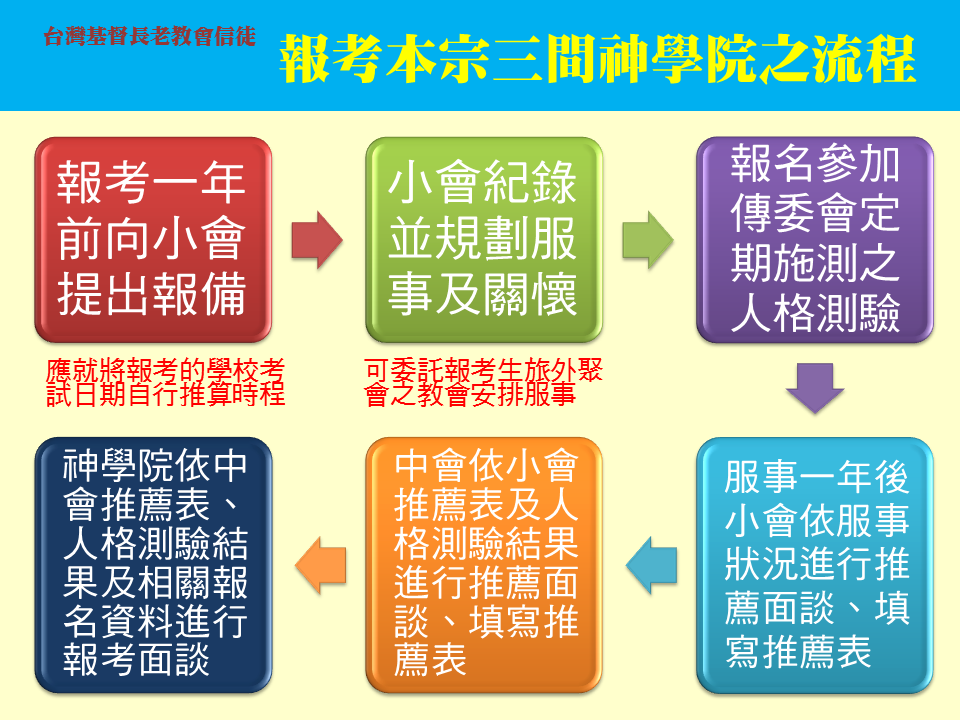 台灣基督長老教會信徒
報考本宗三間神學院之流程
報考一年
前向小會
提出報備
小會紀錄
並規劃服
事及關懷
報名參加
傳委會定
期施測之
人格測驗
應就將報考的學校考
試日期自行推算時程
可委託報考生旅外聚
會之教會安排服事
服事一年後
小會依服事
狀況進行推
薦面談、填
寫推薦表
中會依小會
推薦表及人
格測驗結果
進行推薦面
談、填寫推
薦表
神學院依中
會推薦表、
人格測驗結
果及相關報
名資料進行
報考面談